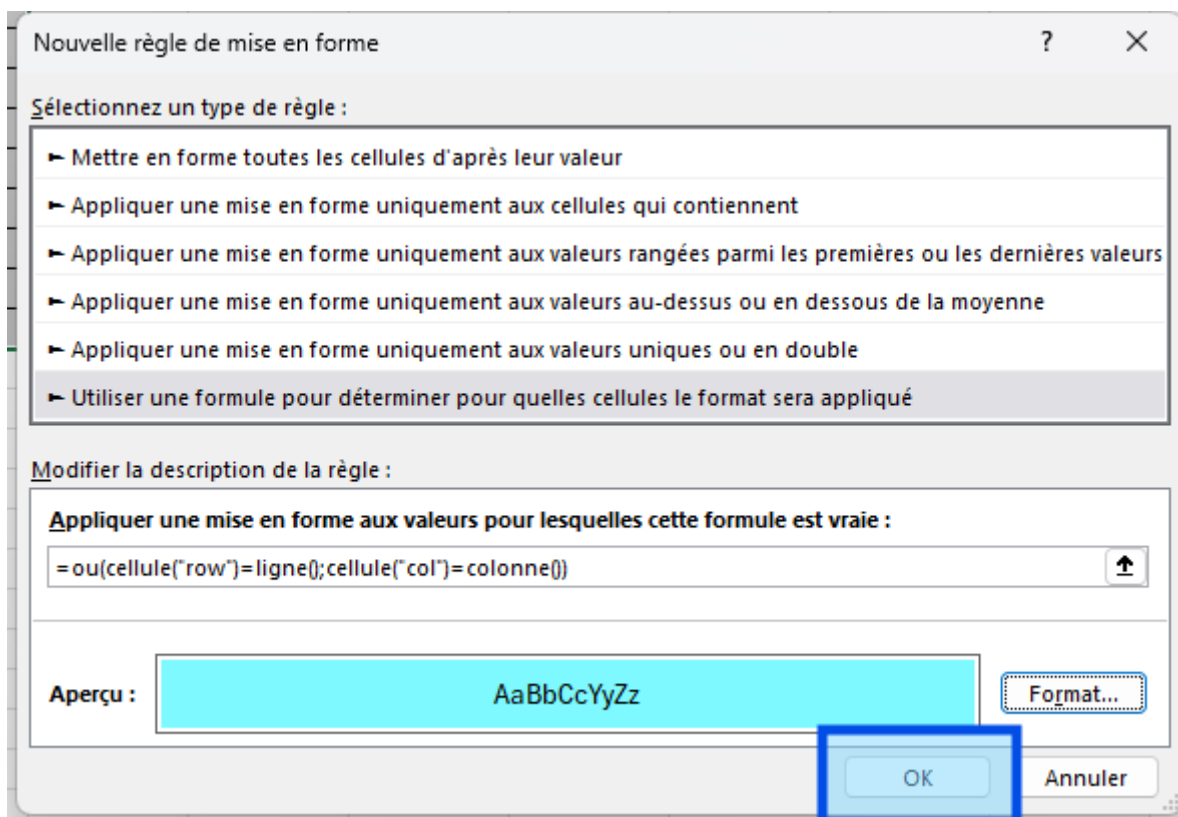 Nouvelle règle de mise en forme ? ×
Sélectionnez un type de règle :
► Mettre en forme toutes les cellules d'après leur valeur
► Appliquer une mise en forme uniquement aux cellules qui contiennent
► Appliquer une mise en forme uniquement aux valeurs rangées parmi les premières ou les dernières valeurs
► Appliquer une mise en forme uniquement aux valeurs au-dessus ou en dessous de la moyenne
► Appliquer une mise en forme uniquement aux valeurs uniques ou en double
► Utiliser une formule pour déterminer pour quelles cellules le format sera appliqué
Modifier la description de la règle :
Appliquer une mise en forme aux valeurs pour lesquelles cette formule est vraie :
=ou(cellule("row")=ligne();cellule("col")=colonne())
Aperçu : AaBbCcYyZz Format...
OK Annuler